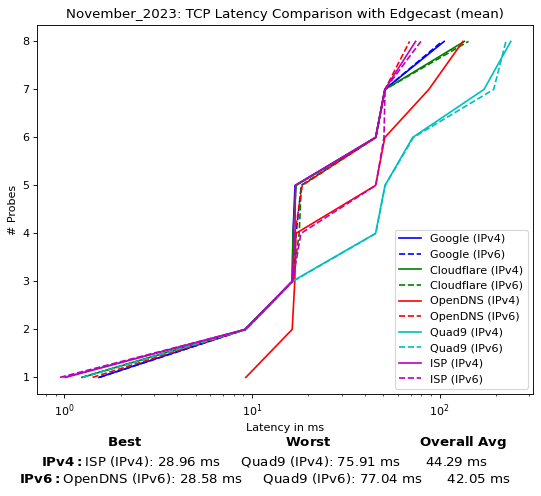 November_2023: TCP Latency Comparison with Edgecast (mean)
# Probes
8
7
6
5
4
3
2
1
Google (IPv4)
Google (IPv6)
Cloudflare (IPv4)
Cloudflare (IPv6)
OpenDNS (IPv4)
OpenDNS (IPv6)
Quad9 (IPv4)
Quad9 (IPv6)
ISP (IPv4)
ISP (IPv6)
10⁰ 10¹ 10²
Latency in ms
Best Worst Overall Avg
IPv4: ISP (IPv4): 28.96 ms Quad9 (IPv4): 75.91 ms 44.29 ms
IPv6: OpenDNS (IPv6): 28.58 ms Quad9 (IPv6): 77.04 ms 42.05 ms